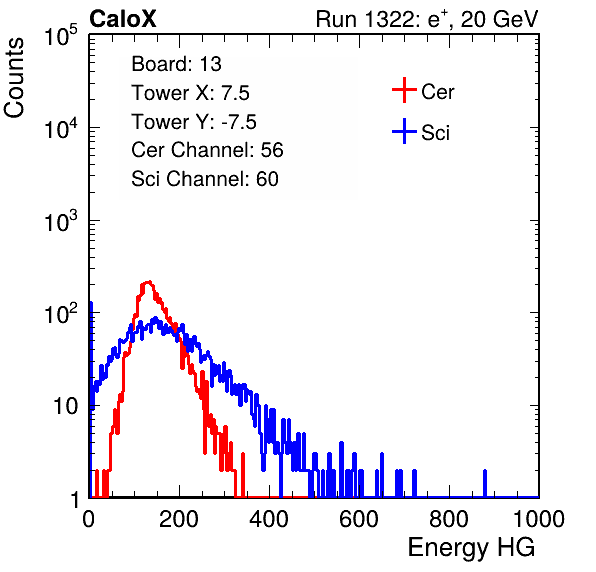 CaloX Run 1322: e⁺, 20 GeV
Counts
Board: 13
Tower X: 7.5
Tower Y: -7.5
Cer Channel: 56
Sci Channel: 60
Cer
Sci
10⁵
10⁴
10³
10²
10
1
0 200 400 600 800 1000
Energy HG